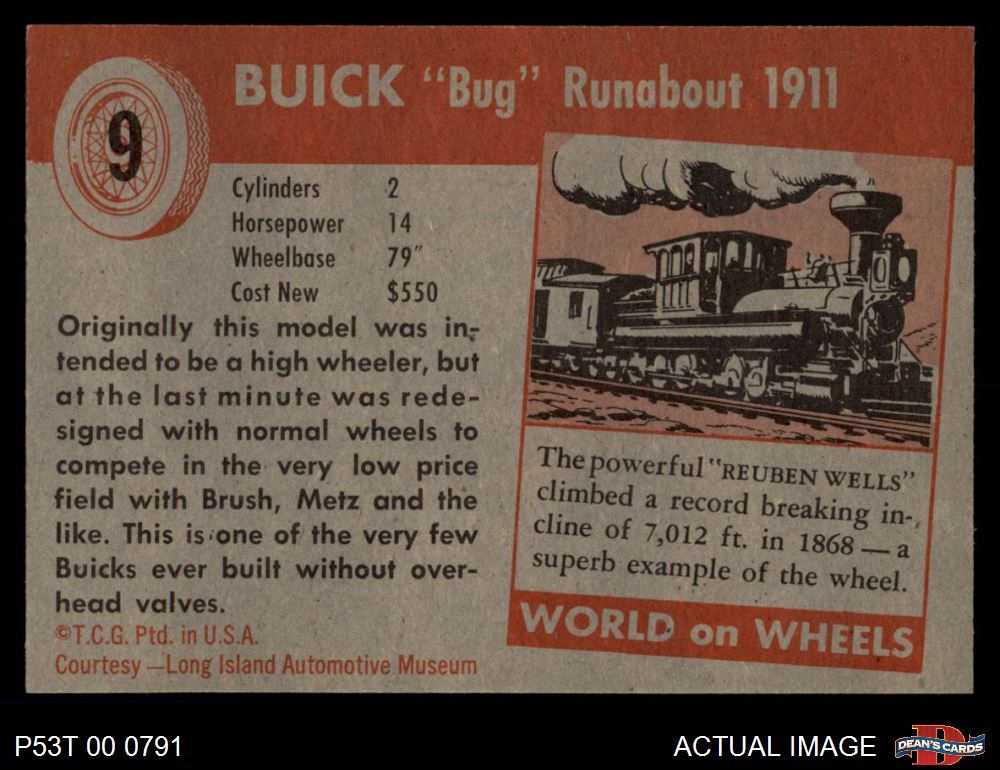 9
BUICK “Bug” Runabout 1911
Cylinders 2
Horsepower 14
Wheelbase 79″
Cost New $550
Originally this model was in-
tended to be a high wheeler, but
at the last minute was rede-
signed with normal wheels to
compete in the very low price
field with Brush, Metz and the
like. This is one of the very few
Buicks ever built without over-
head valves.
©T.C.G. Ptd. in U.S.A.
Courtesy—Long Island Automotive Museum
The powerful “REUBEN WELLS”
climbed a record breaking in-
cline of 7,012 ft. in 1868—a
superb example of the wheel.
WORLD on WHEELS
P53T 00 0791
ACTUAL IMAGE
D
DEAN'S CARDS